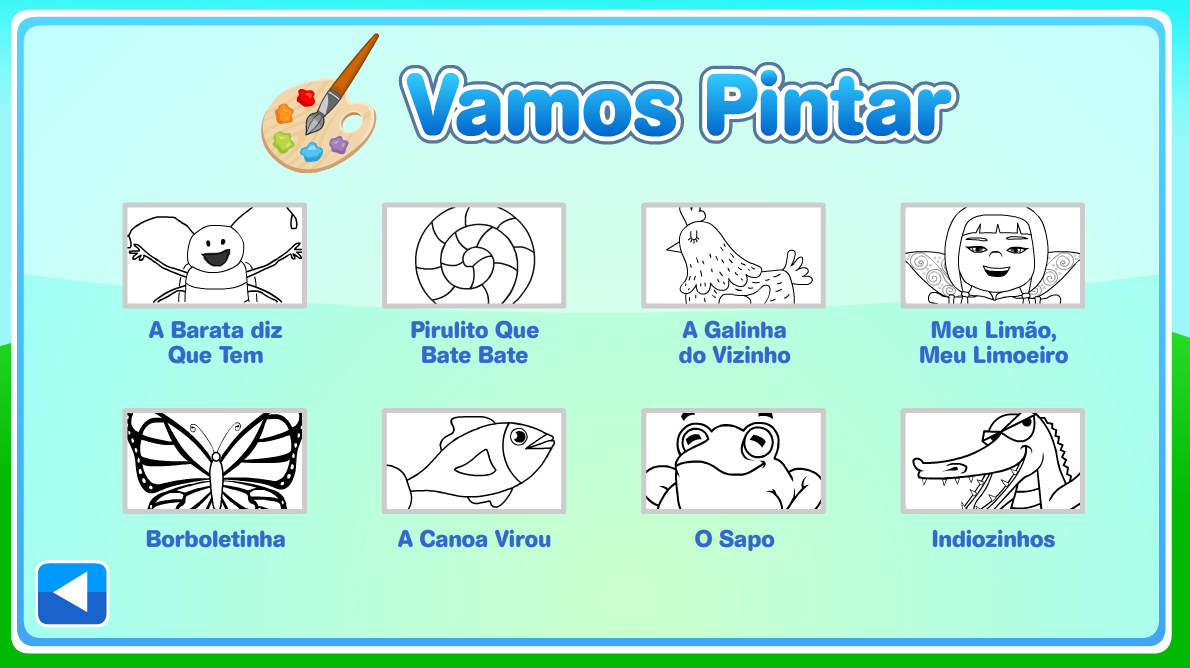 Vamos Pintar
A Barata diz
Que Tem
Pirulito Que
Bate Bate
A Galinha
do Vizinho
Meu Limão,
Meu Limoeiro
Borboletinha
A Canoa Virou
O Sapo
Indiozinhos